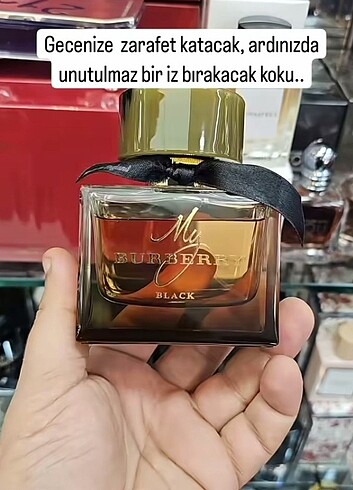 Gecenize zarafet katacak, ardınızda
unutulmaz bir iz bırakacak koku..
My
BURBERRY
BLACK